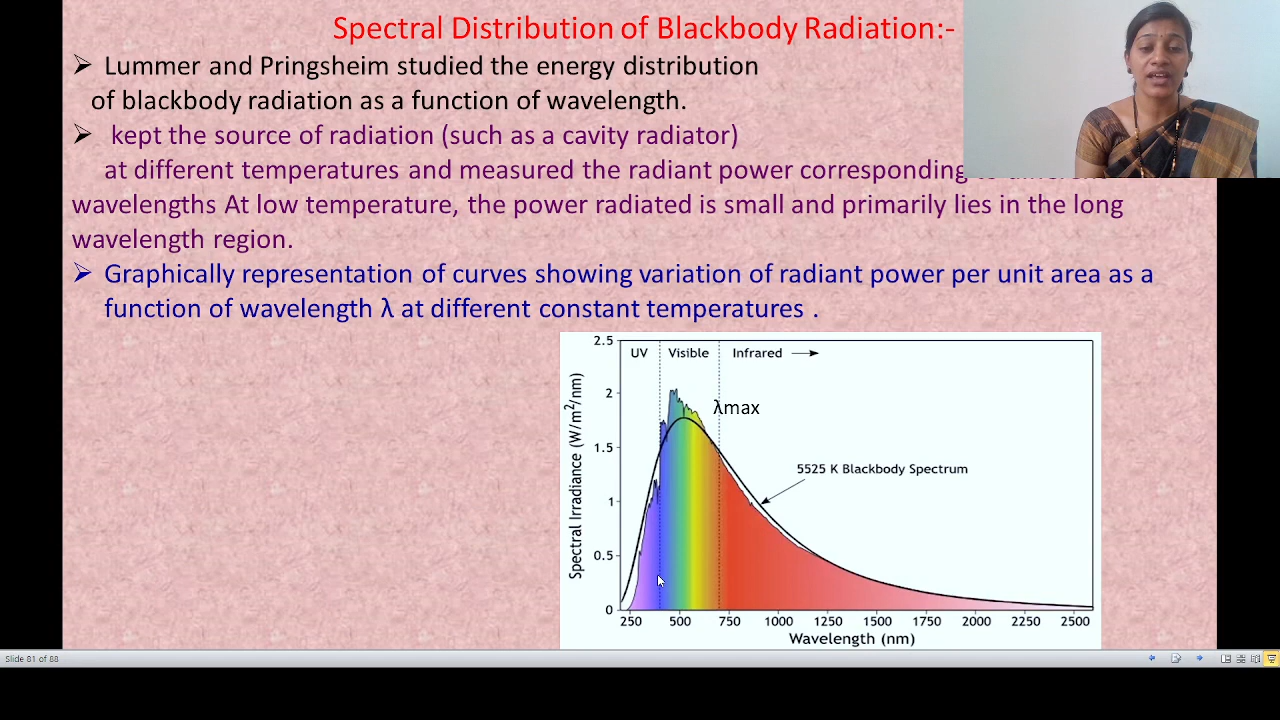 Spectral Distribution of Blackbody Radiation:-
➢ Lummer and Pringsheim studied the energy distribution
of blackbody radiation as a function of wavelength.
➢ kept the source of radiation (such as a cavity radiator)
at different temperatures and measured the radiant power corresponding
wavelengths At low temperature, the power radiated is small and primarily lies in the long
wavelength region.
➢ Graphically representation of curves showing variation of radiant power per unit area as a
function of wavelength λ at different constant temperatures .
2.5
UV Visible Infrared
2
λmax
1.5
5525 K Blackbody Spectrum
1
0.5
0
Spectral Irradiance (W/m²/nm)
250 500 750 1000 1250 1500 1750 2000 2250 2500
Wavelength (nm)
Slide 81 of 88